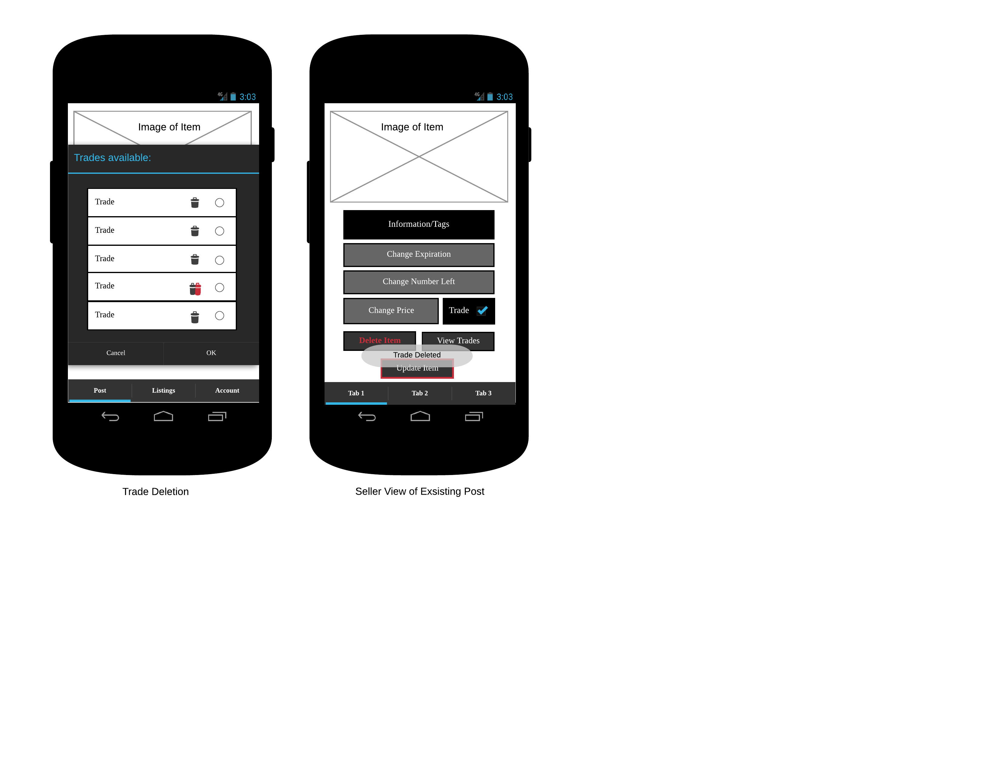 4G 3:03
Image of Item
Trades available:
Trade
Trade
Trade
Trade
Trade
Cancel OK
Post Listings Account
Trade Deletion
4G 3:03
Image of Item
Information/Tags
Change Expiration
Change Number Left
Change Price Trade
Delete Item View Trades
Trade Deleted
Update Item
Tab 1 Tab 2 Tab 3
Seller View of Exsisting Post